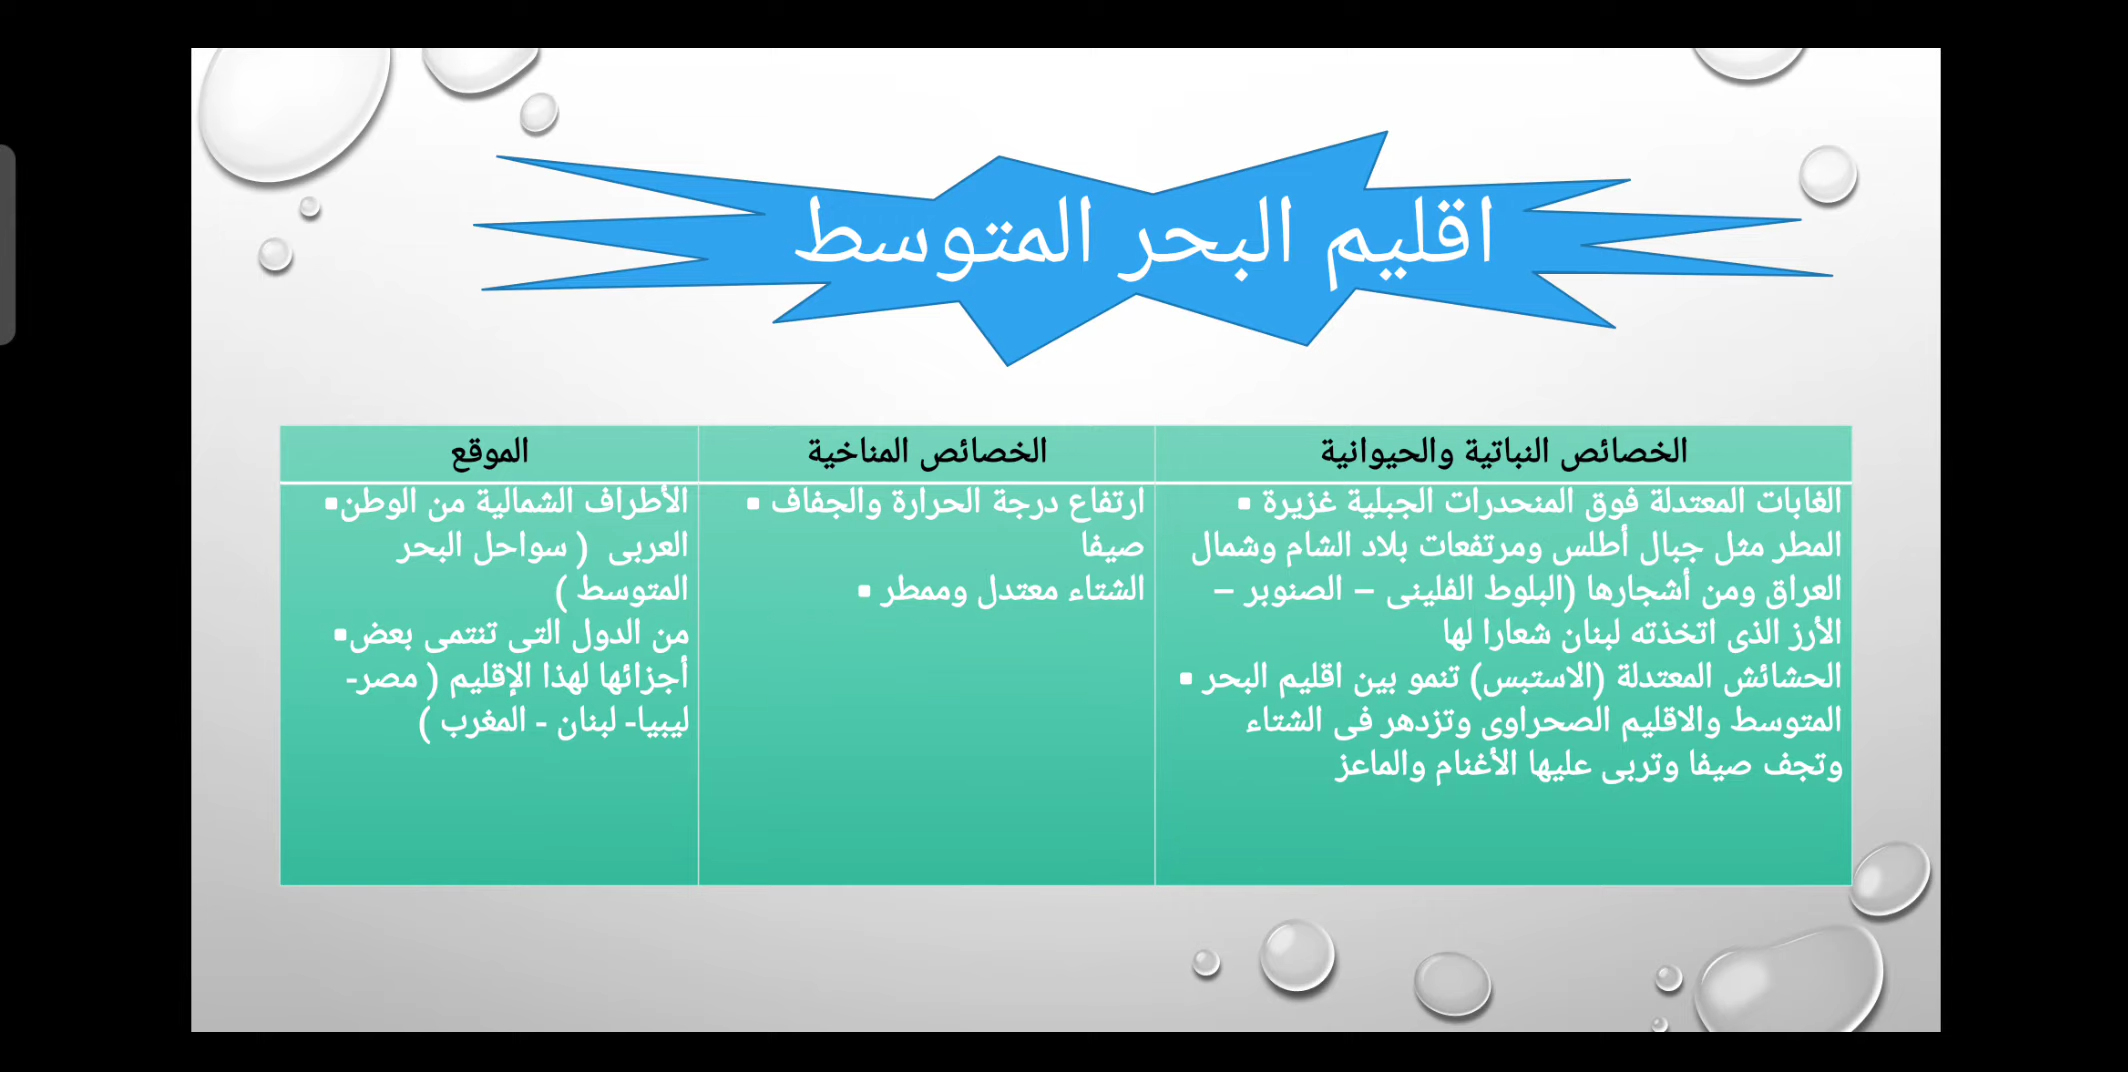 اقليم البحر المتوسط
الخصائص النباتية والحيوانية
الغابات المعتدلة فوق المنحدرات الجبلية غزيرة ▪
المطر مثل جبال أطلس ومرتفعات بلاد الشام وشمال
العراق ومن أشجارها (البلوط الفلينى – الصنوبر –
الأرز الذى اتخذته لبنان شعارا لها
الحشائش المعتدلة (الاستبس) تنمو بين اقليم البحر ▪
المتوسط والاقليم الصحراوى وتزدهر فى الشتاء
وتجف صيفا وتربى عليها الأغنام والماعز
الخصائص المناخية
ارتفاع درجة الحرارة والجفاف ▪
صيفا
الشتاء معتدل وممطر ▪
الموقع
الأطراف الشمالية من الوطن▪
العربى ( سواحل البحر
المتوسط )
من الدول التى تنتمى بعض▪
أجزائها لهذا الإقليم ( مصر-
ليبيا- لبنان - المغرب )